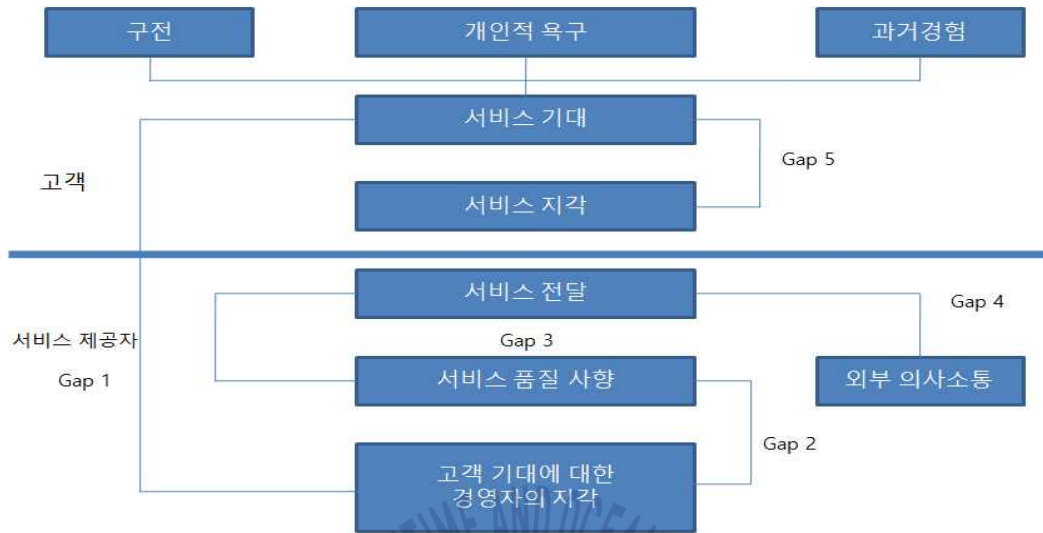 구전
개인적 욕구
과거경험
서비스 기대
Gap 5
고객
서비스 지각
서비스 전달
Gap 4
서비스 제공자
Gap 3
Gap 1
서비스 품질 사항
외부 의사소통
Gap 2
고객 기대에 대한
경영자의 지각